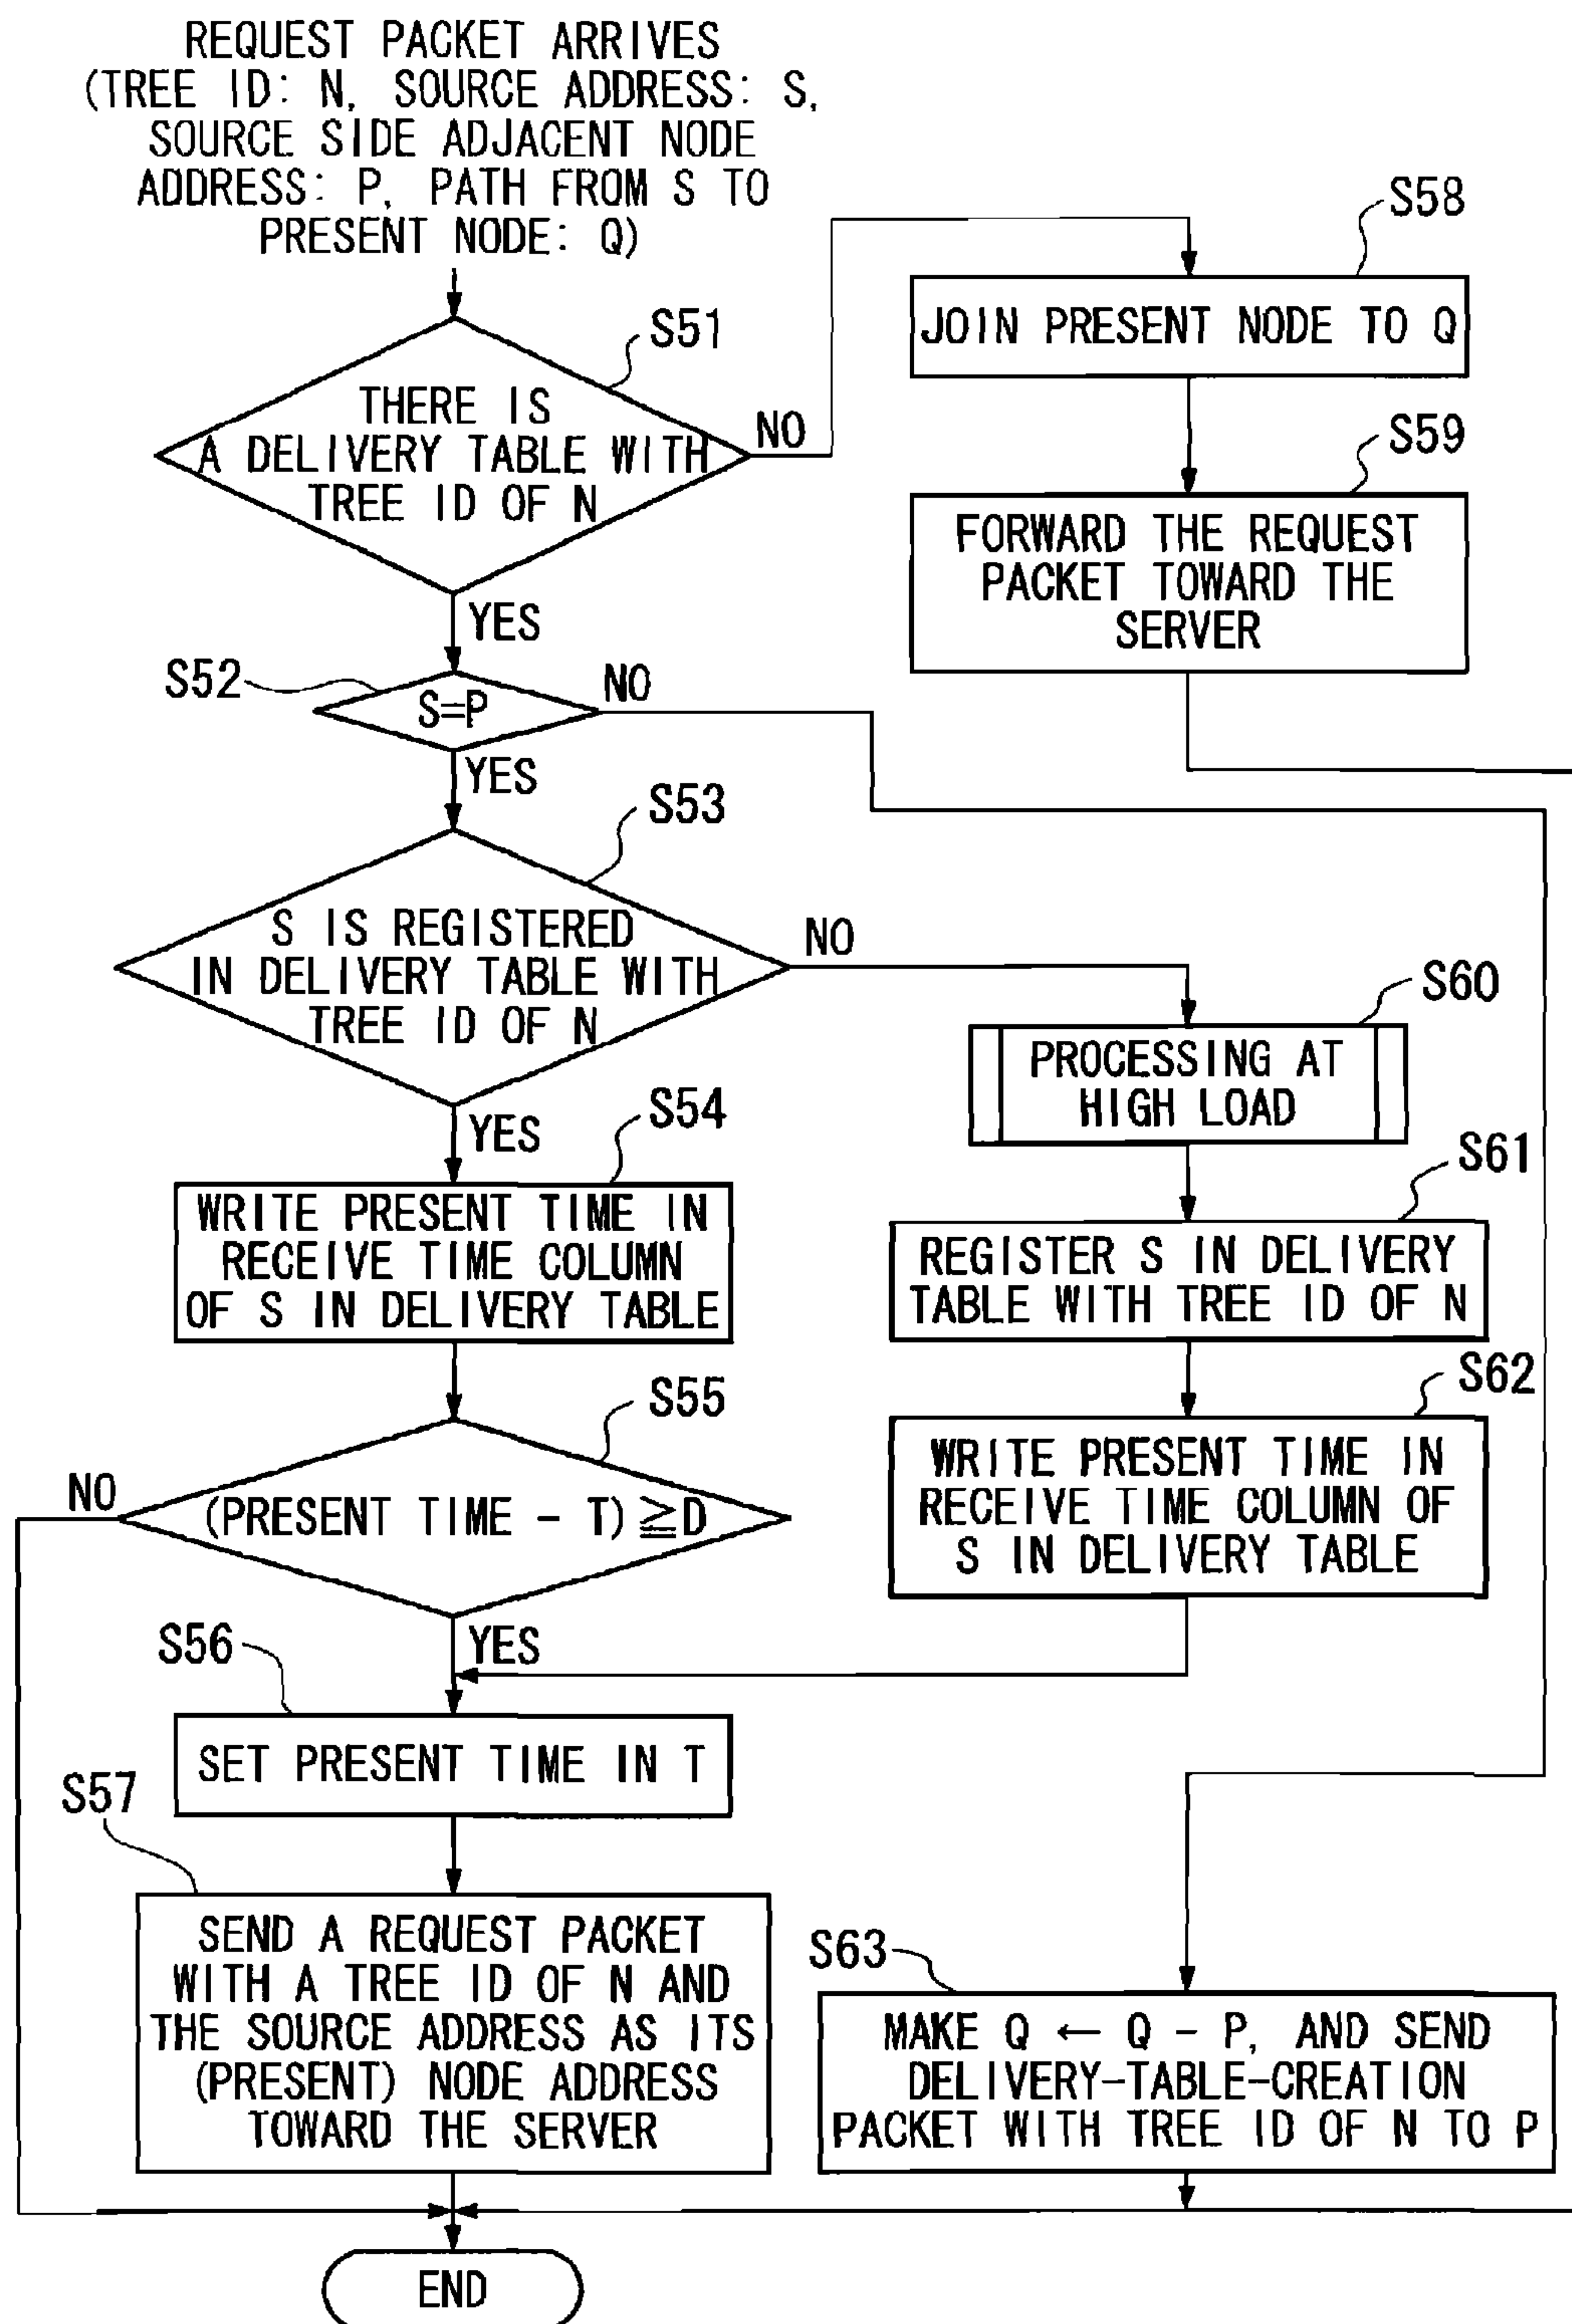 REQUEST PACKET ARRIVES
(TREE ID: N, SOURCE ADDRESS: S,
SOURCE SIDE ADJACENT NODE
ADDRESS: P, PATH FROM S TO
PRESENT NODE: Q)
S51
THERE IS
A DELIVERY TABLE WITH
TREE ID OF N
NO
YES
S58
JOIN PRESENT NODE TO Q
S59
FORWARD THE REQUEST
PACKET TOWARD THE
SERVER
S52
S=P
NO
YES
S53
S IS REGISTERED
IN DELIVERY TABLE WITH
TREE ID OF N
NO
YES
S54
WRITE PRESENT TIME IN
RECEIVE TIME COLUMN
OF S IN DELIVERY TABLE
S60
PROCESSING AT
HIGH LOAD
S61
REGISTER S IN DELIVERY
TABLE WITH TREE ID OF N
S62
WRITE PRESENT TIME IN
RECEIVE TIME COLUMN OF
S IN DELIVERY TABLE
S55
(PRESENT TIME - T) ≧D
NO
YES
S56
SET PRESENT TIME IN T
S57
SEND A REQUEST PACKET
WITH A TREE ID OF N AND
THE SOURCE ADDRESS AS ITS
(PRESENT) NODE ADDRESS
TOWARD THE SERVER
S63
MAKE Q ← Q - P, AND SEND
DELIVERY-TABLE-CREATION
PACKET WITH TREE ID OF N TO P
END